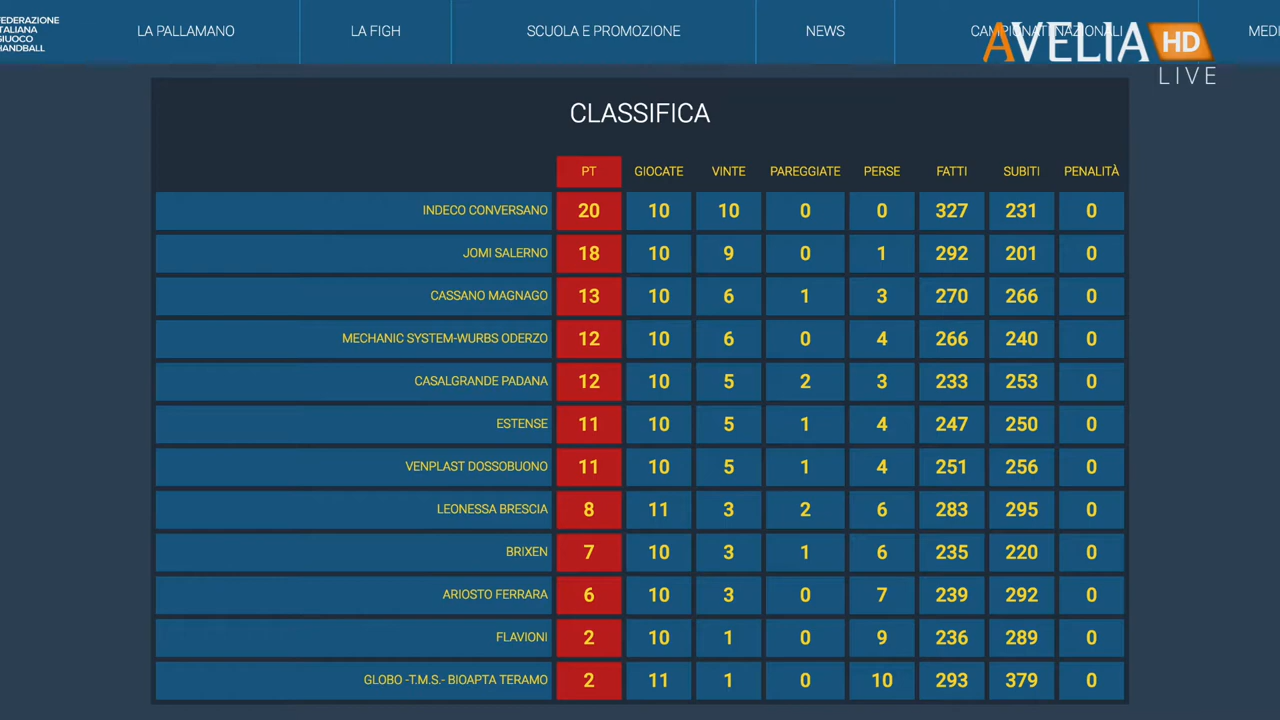 FEDERAZIONE
ITALIANA
GIUOCO
HANDBALL
LA PALLAMANO LA FIGH SCUOLA E PROMOZIONE NEWS CAMPIONATI NAZIONALI MEDI
AVELIA HD
LIVE
CLASSIFICA
PT GIOCATE VINTE PAREGGIATE PERSE FATTI SUBITI PENALITÀ
INDECO CONVERSANO 20 10 10 0 0 327 231 0
JOMI SALERNO 18 10 9 0 1 292 201 0
CASSANO MAGNAGO 13 10 6 1 3 270 266 0
MECHANIC SYSTEM-WURBS ODERZO 12 10 6 0 4 266 240 0
CASALGRANDE PADANA 12 10 5 2 3 233 253 0
ESTENSE 11 10 5 1 4 247 250 0
VENPLAST DOSSOBUONO 11 10 5 1 4 251 256 0
LEONESSA BRESCIA 8 11 3 2 6 283 295 0
BRIXEN 7 10 3 1 6 235 220 0
ARIOSTO FERRARA 6 10 3 0 7 239 292 0
FLAVIONI 2 10 1 0 9 236 289 0
GLOBO -T.M.S.- BIOAPTA TERAMO 2 11 1 0 10 293 379 0